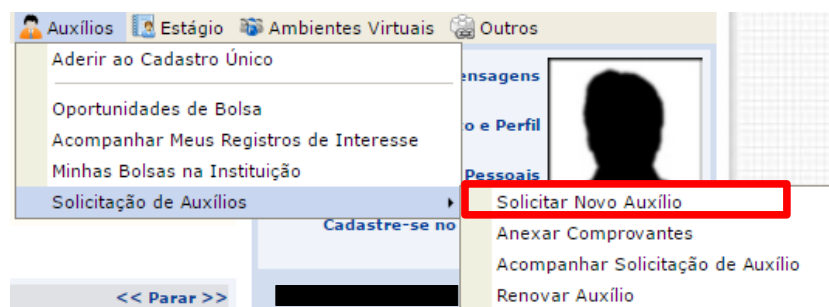 Auxílios Estágio Ambientes Virtuais Outros
Aderir ao Cadastro Único
Oportunidades de Bolsa
Acompanhar Meus Registros de Interesse
Minhas Bolsas na Instituição
Solicitação de Auxílios
ensagens
o e Perfil
Pessoais
Solicitar Novo Auxílio
Anexar Comprovantes
Acompanhar Solicitação de Auxílio
Renovar Auxílio
Cadastre-se no
<< Parar >>